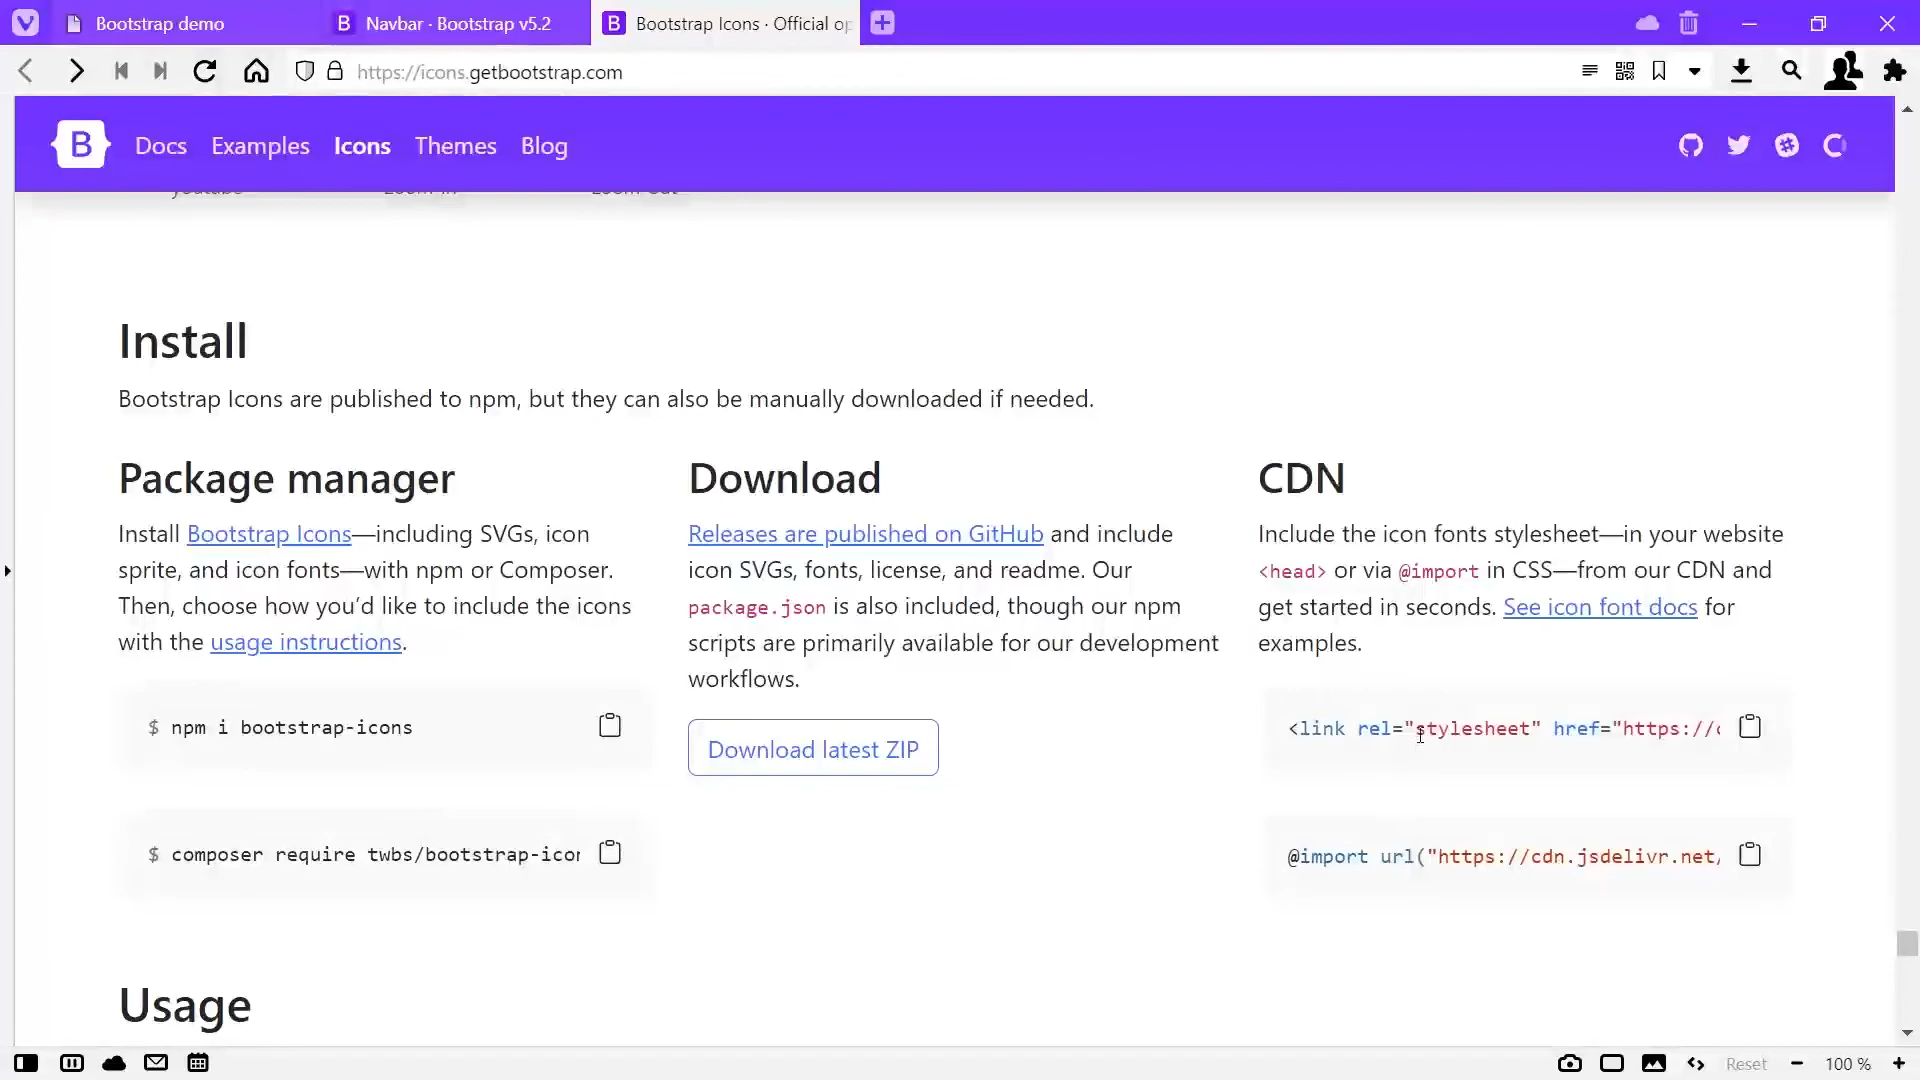 Bootstrap demo
B Navbar · Bootstrap v5.2
B Bootstrap Icons · Official op
https://icons.getbootstrap.com
B Docs Examples Icons Themes Blog
youtube zoom-in zoom-out
Install
Bootstrap Icons are published to npm, but they can also be manually downloaded if needed.
Package manager
Install Bootstrap Icons—including SVGs, icon
sprite, and icon fonts—with npm or Composer.
Then, choose how you’d like to include the icons
with the usage instructions.
$ npm i bootstrap-icons
$ composer require twbs/bootstrap-icon
Download
Releases are published on GitHub and include
icon SVGs, fonts, license, and readme. Our
package.json is also included, though our npm
scripts are primarily available for our development
workflows.
Download latest ZIP
CDN
Include the icon fonts stylesheet—in your website
<head> or via @import in CSS—from our CDN and
get started in seconds. See icon font docs for
examples.
<link rel="stylesheet" href="https://c
@import url("https://cdn.jsdelivr.net/
Usage
Reset 100 %